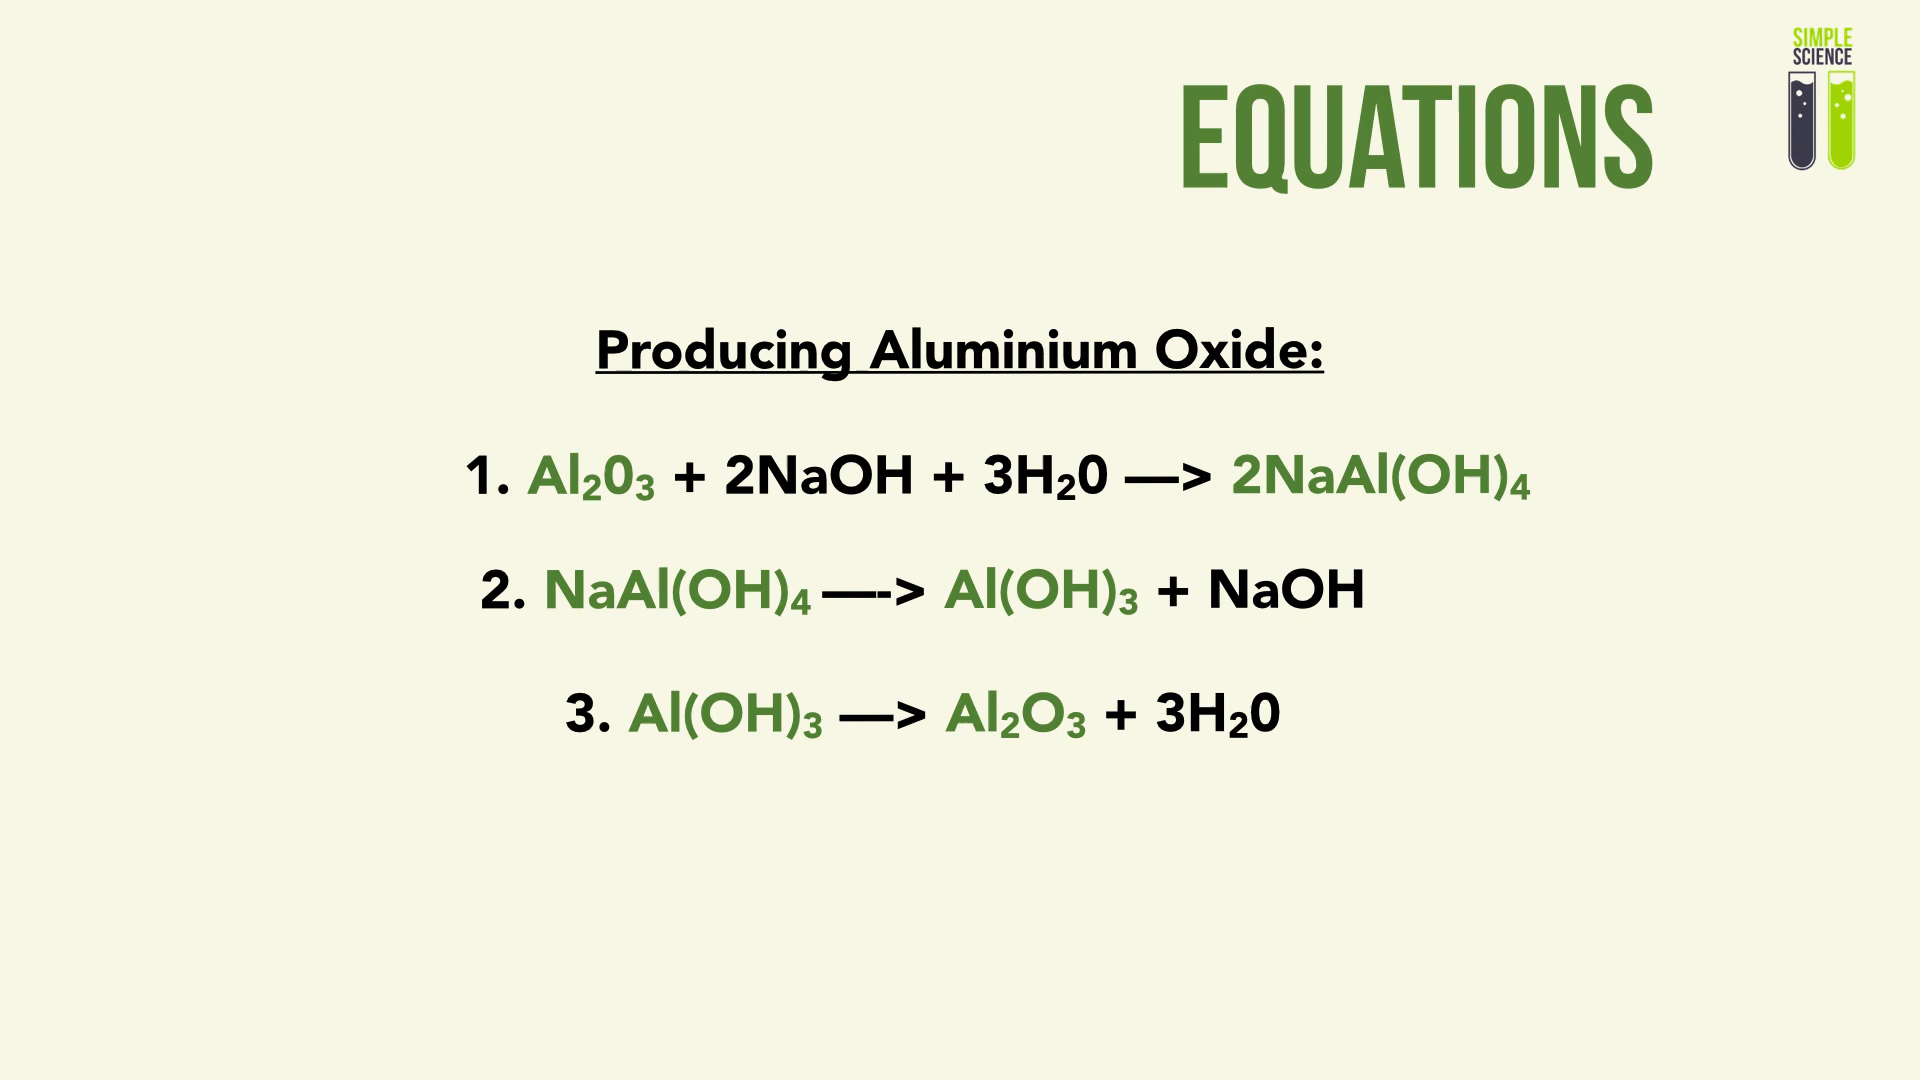 SIMPLE
SCIENCE
EQUATIONS
Producing Aluminium Oxide:
1. Al₂0₃ + 2NaOH + 3H₂0 —> 2NaAl(OH)₄
2. NaAl(OH)₄ —-> Al(OH)₃ + NaOH
3. Al(OH)₃ —> Al₂O₃ + 3H₂0